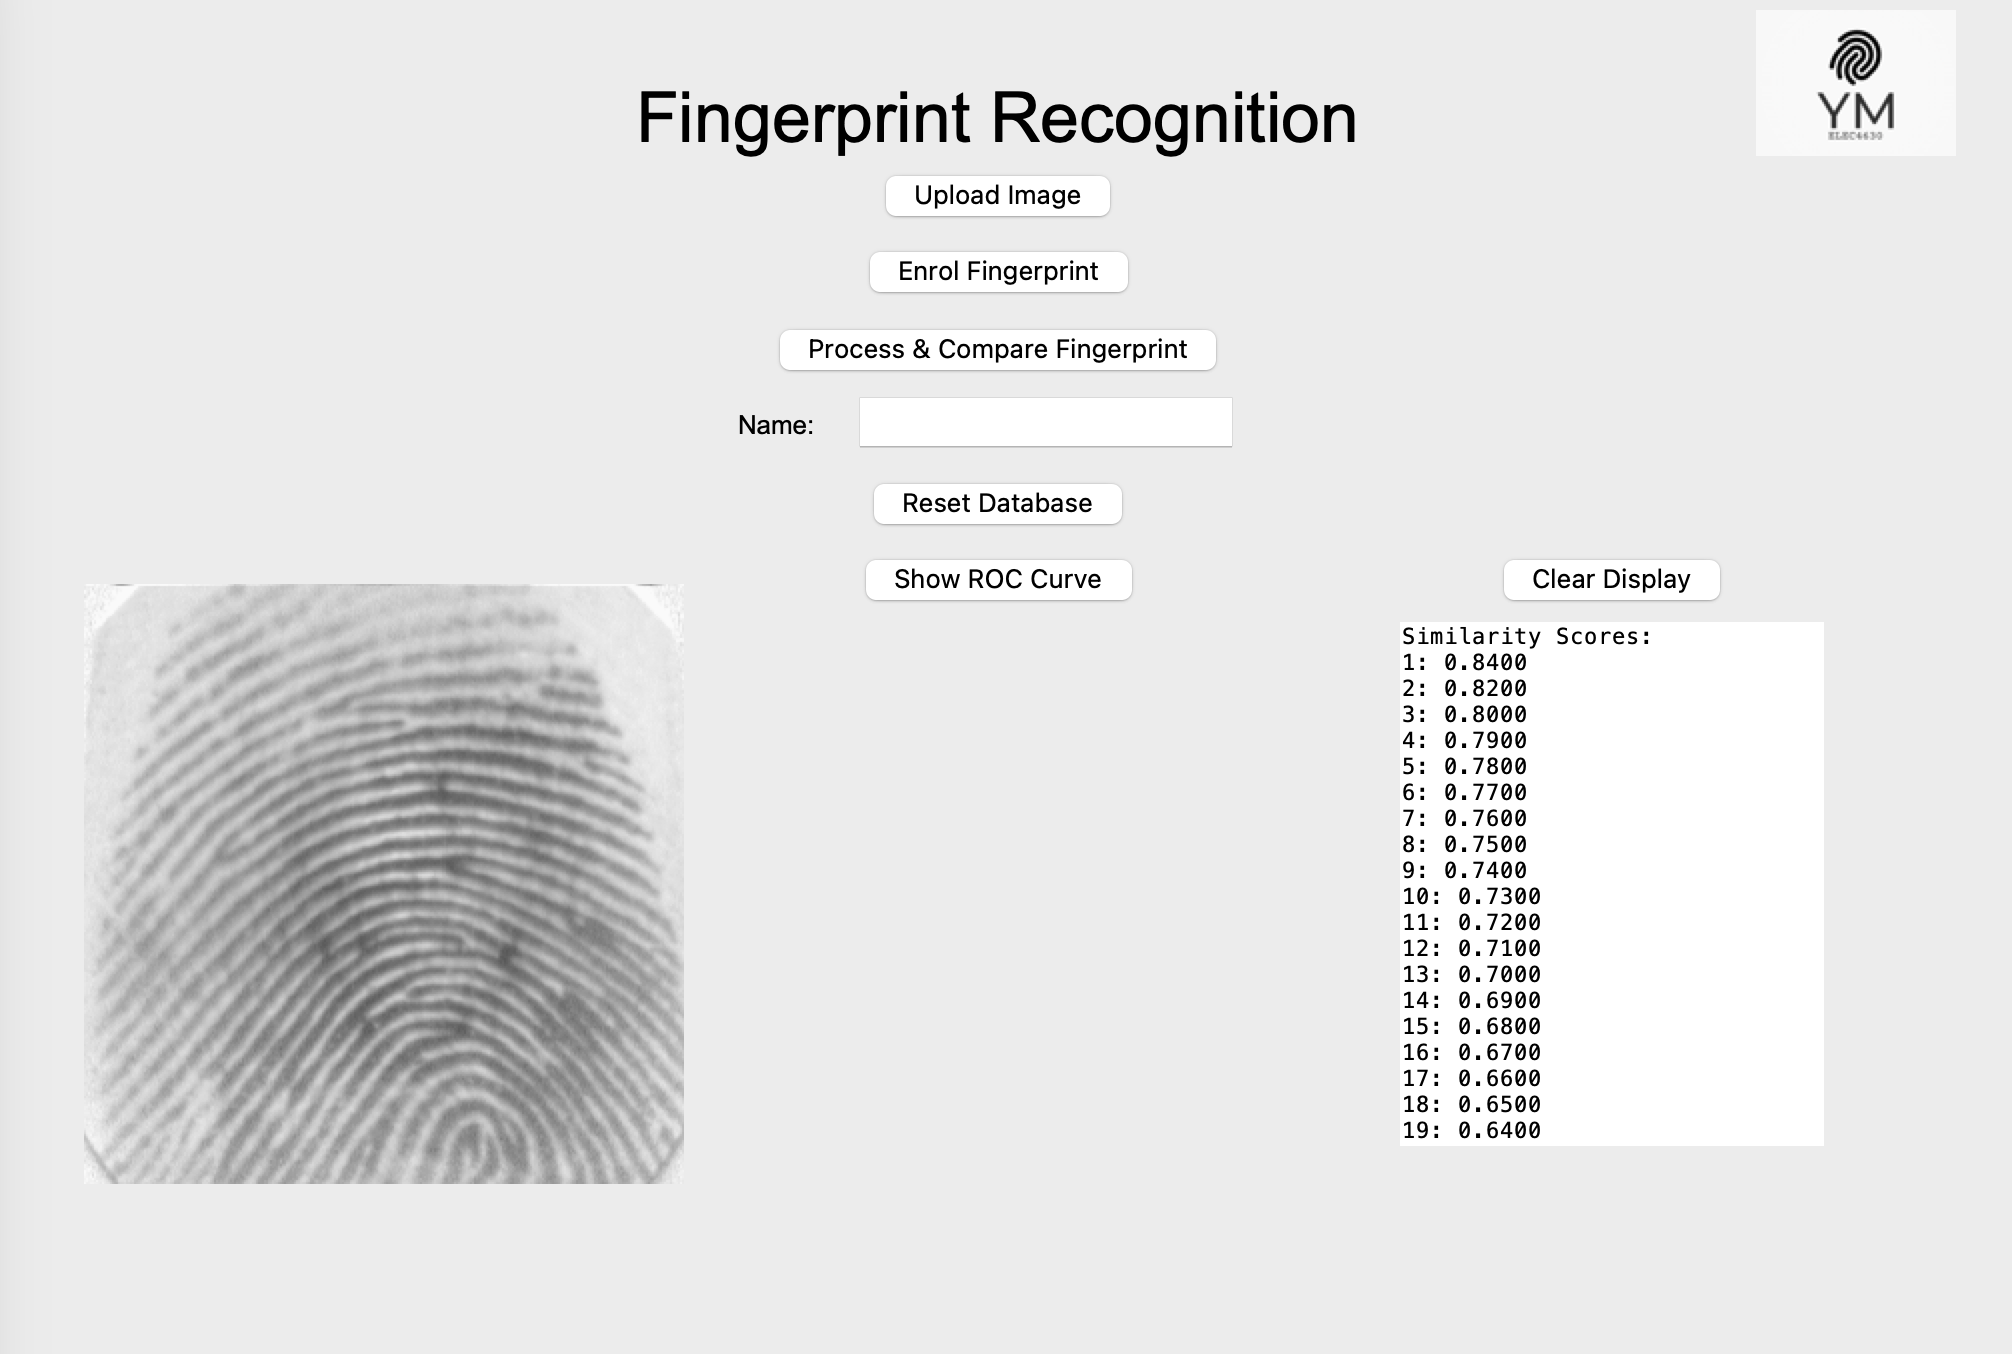 YM
ELEC4630
Fingerprint Recognition
Upload Image
Enrol Fingerprint
Process & Compare Fingerprint
Name:
Reset Database
Show ROC Curve
Clear Display
Similarity Scores:
1: 0.8400
2: 0.8200
3: 0.8000
4: 0.7900
5: 0.7800
6: 0.7700
7: 0.7600
8: 0.7500
9: 0.7400
10: 0.7300
11: 0.7200
12: 0.7100
13: 0.7000
14: 0.6900
15: 0.6800
16: 0.6700
17: 0.6600
18: 0.6500
19: 0.6400